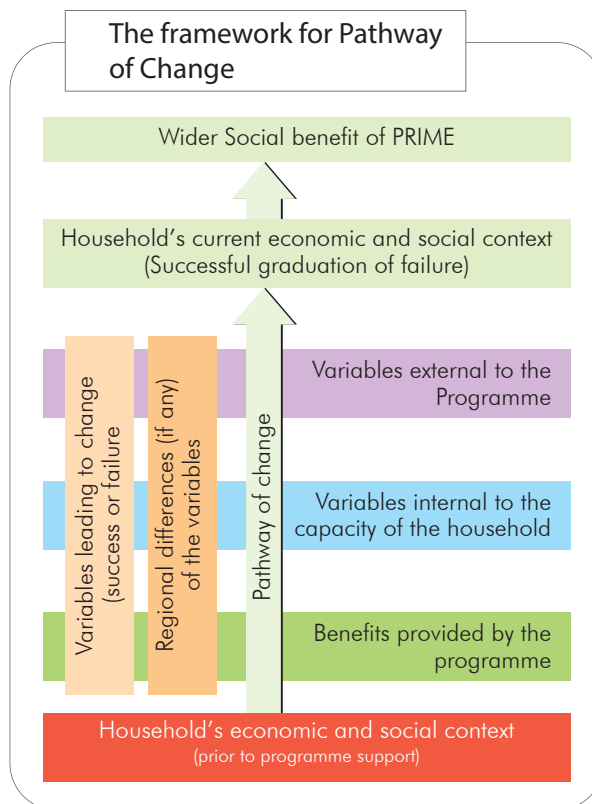 The framework for Pathway
of Change
Wider Social benefit of PRIME
Household's current economic and social context
(Successful graduation of failure)
Variables external to the
Programme
Variables internal to the
capacity of the household
Benefits provided by the
programme
Variables leading to change
(success or failure
Regional differences (if any)
of the variables
Pathway of change
Household's economic and social context
(prior to programme support)